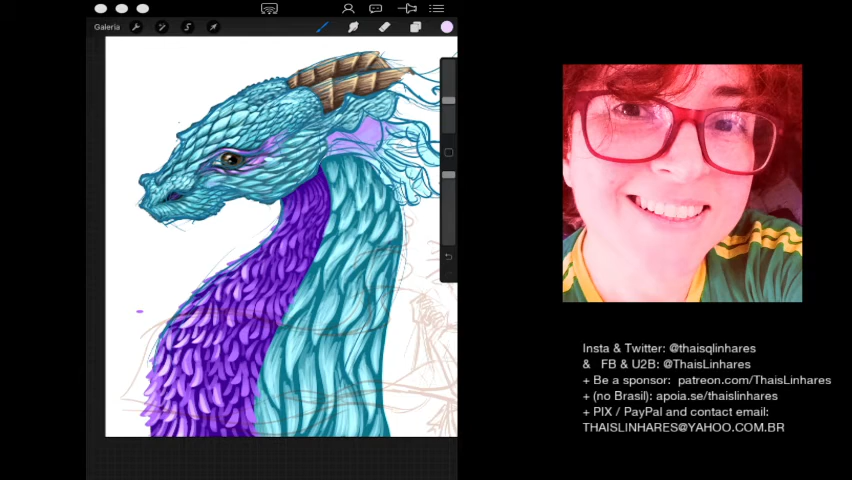 Galeria
Insta & Twitter: @thaisqlinhares
& FB & U2B: @ThaisLinhares
+ Be a sponsor: patreon.com/ThaisLinhares
+ (no Brasil): apoia.se/thaislinhares
+ PIX / PayPal and contact email:
THAISLINHARES@YAHOO.COM.BR